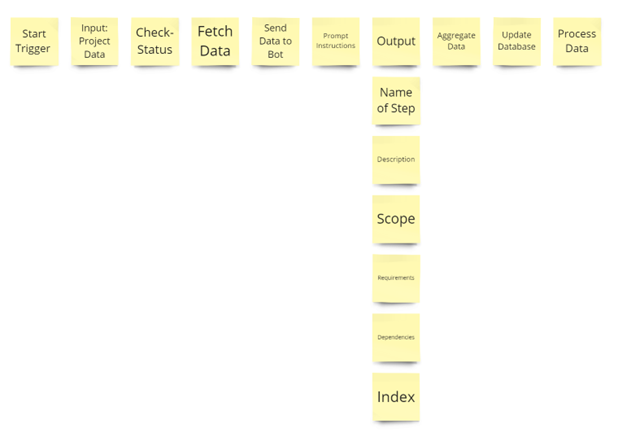 Start
Trigger
Input:
Project
Data
Check-
Status
Fetch
Data
Send
Data to
Bot
Prompt
Instructions
Output
Aggregate
Data
Update
Database
Process
Data
Name
of Step
Description
Scope
Requirements
Dependencies
Index